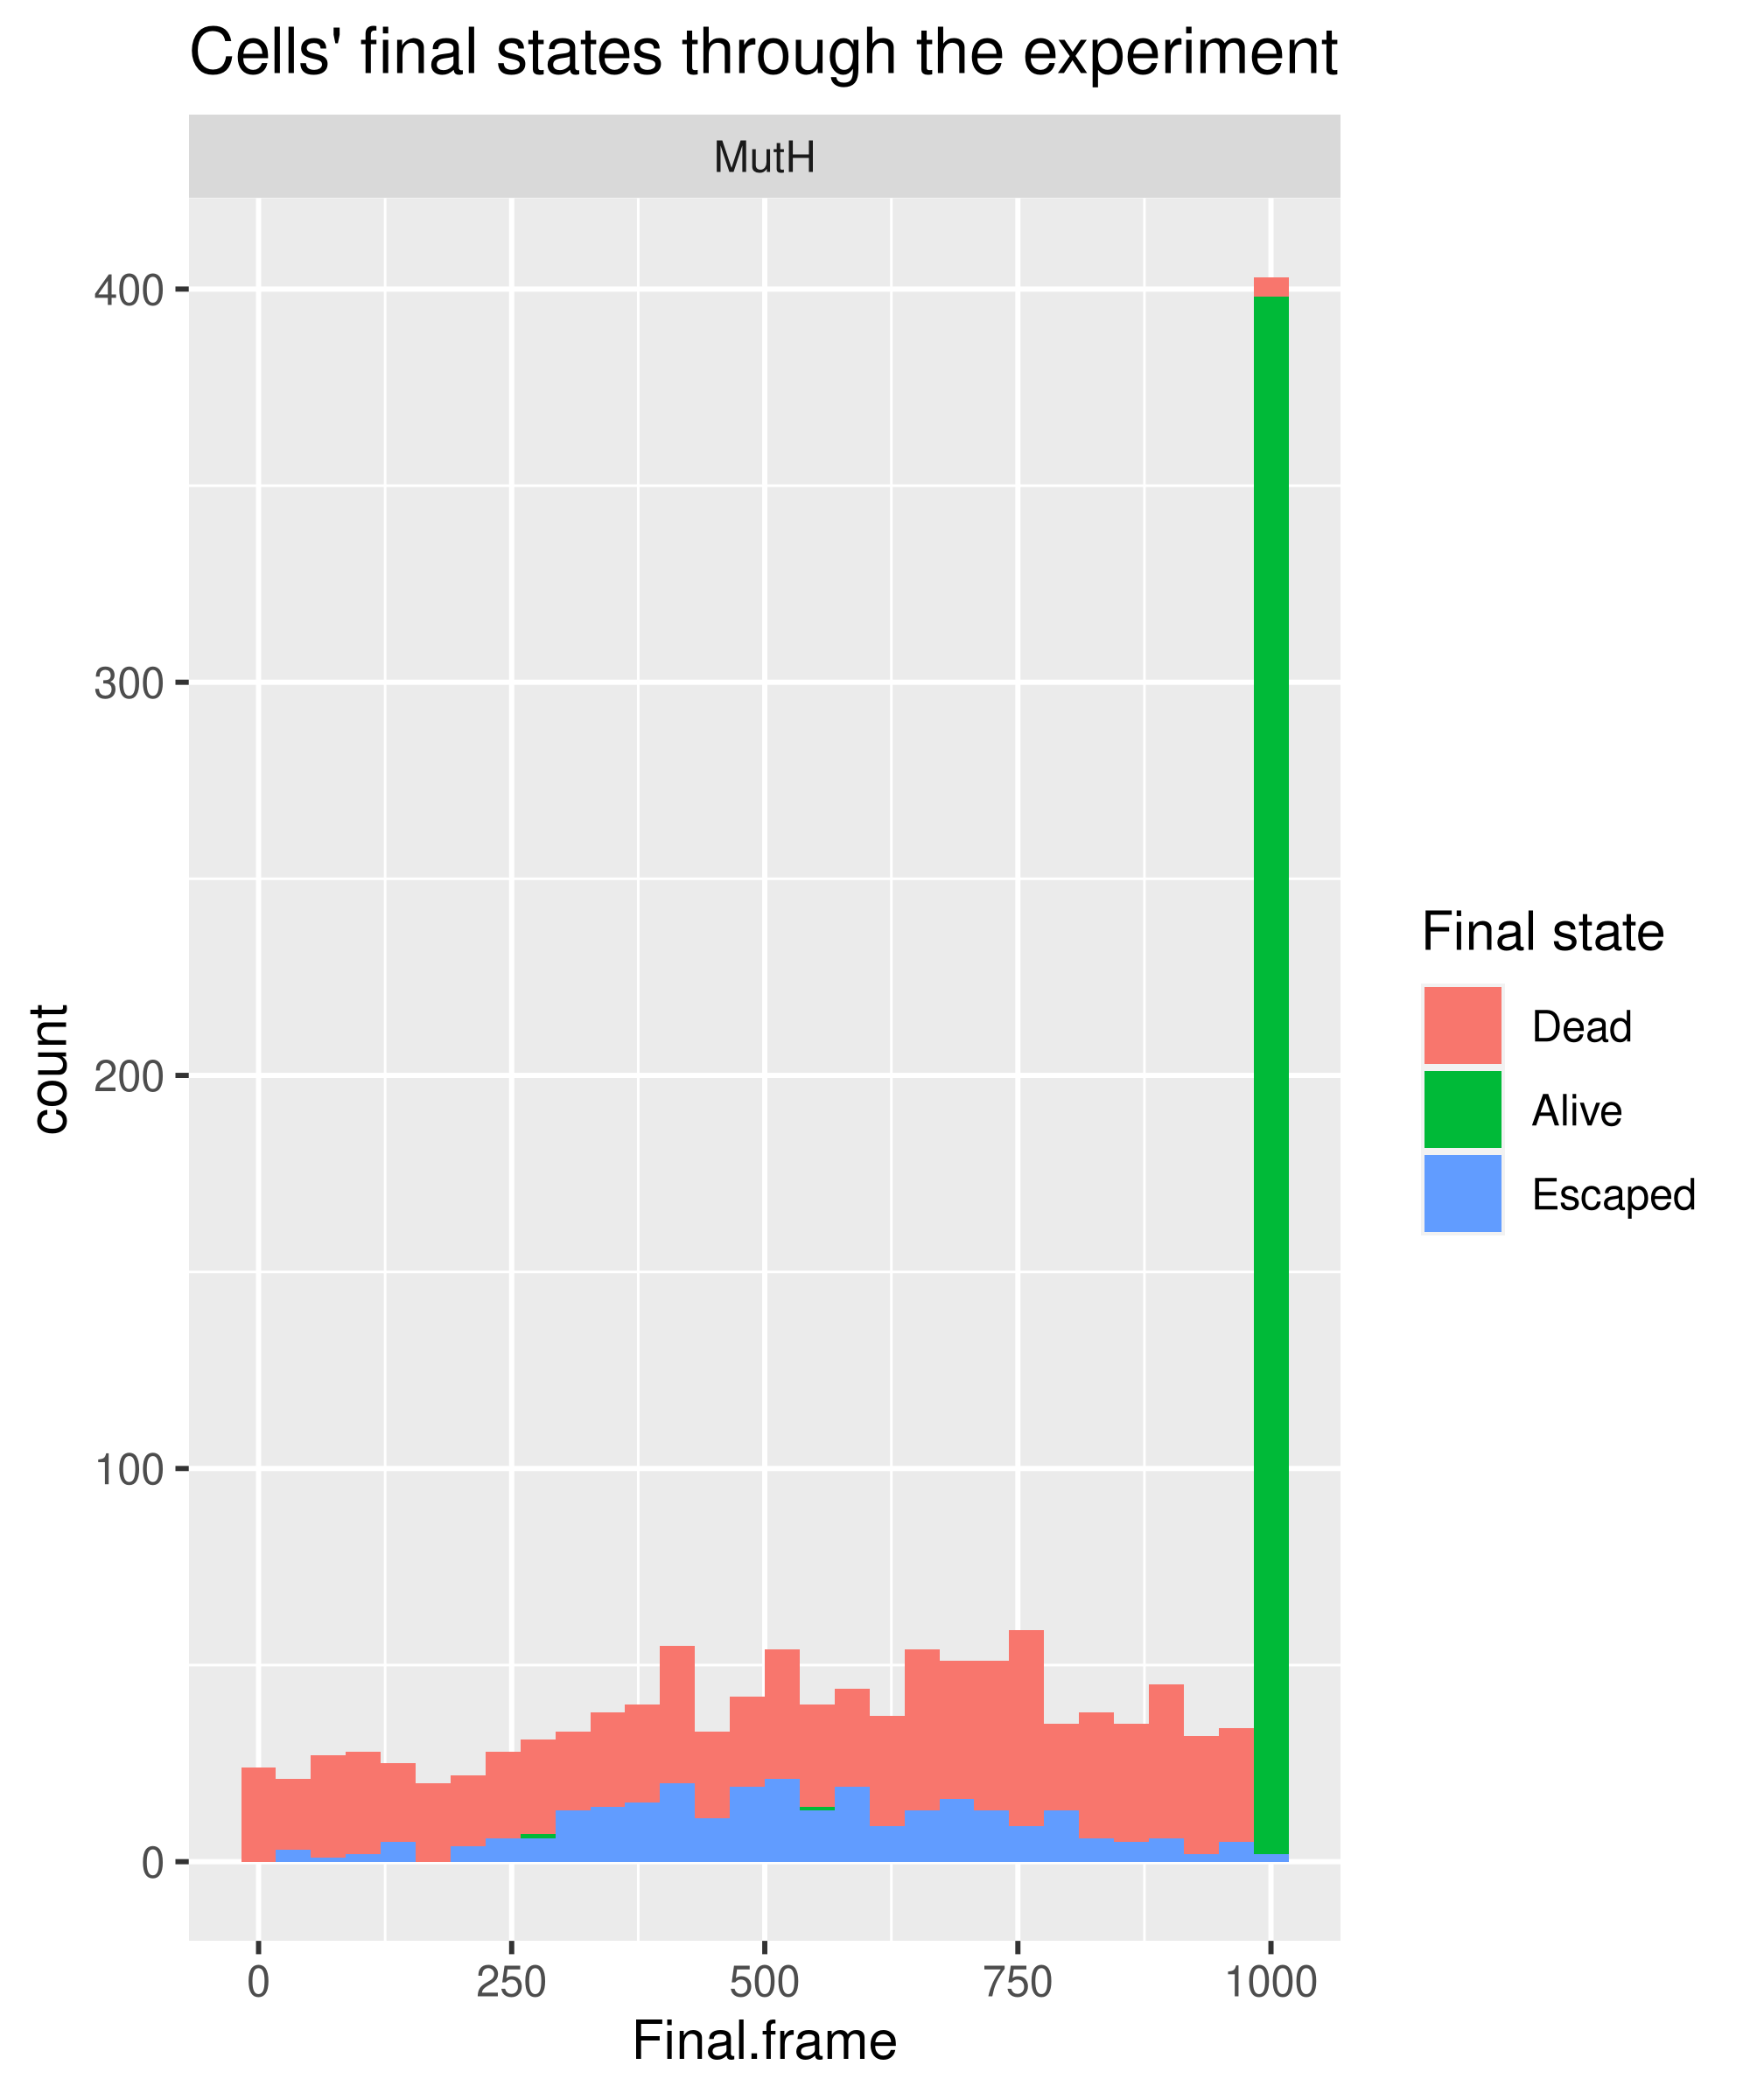 Cells' final states through the experiment
MutH
400
300
200
100
0
count
0 250 500 750 1000
Final.frame
Final state
Dead
Alive
Escaped